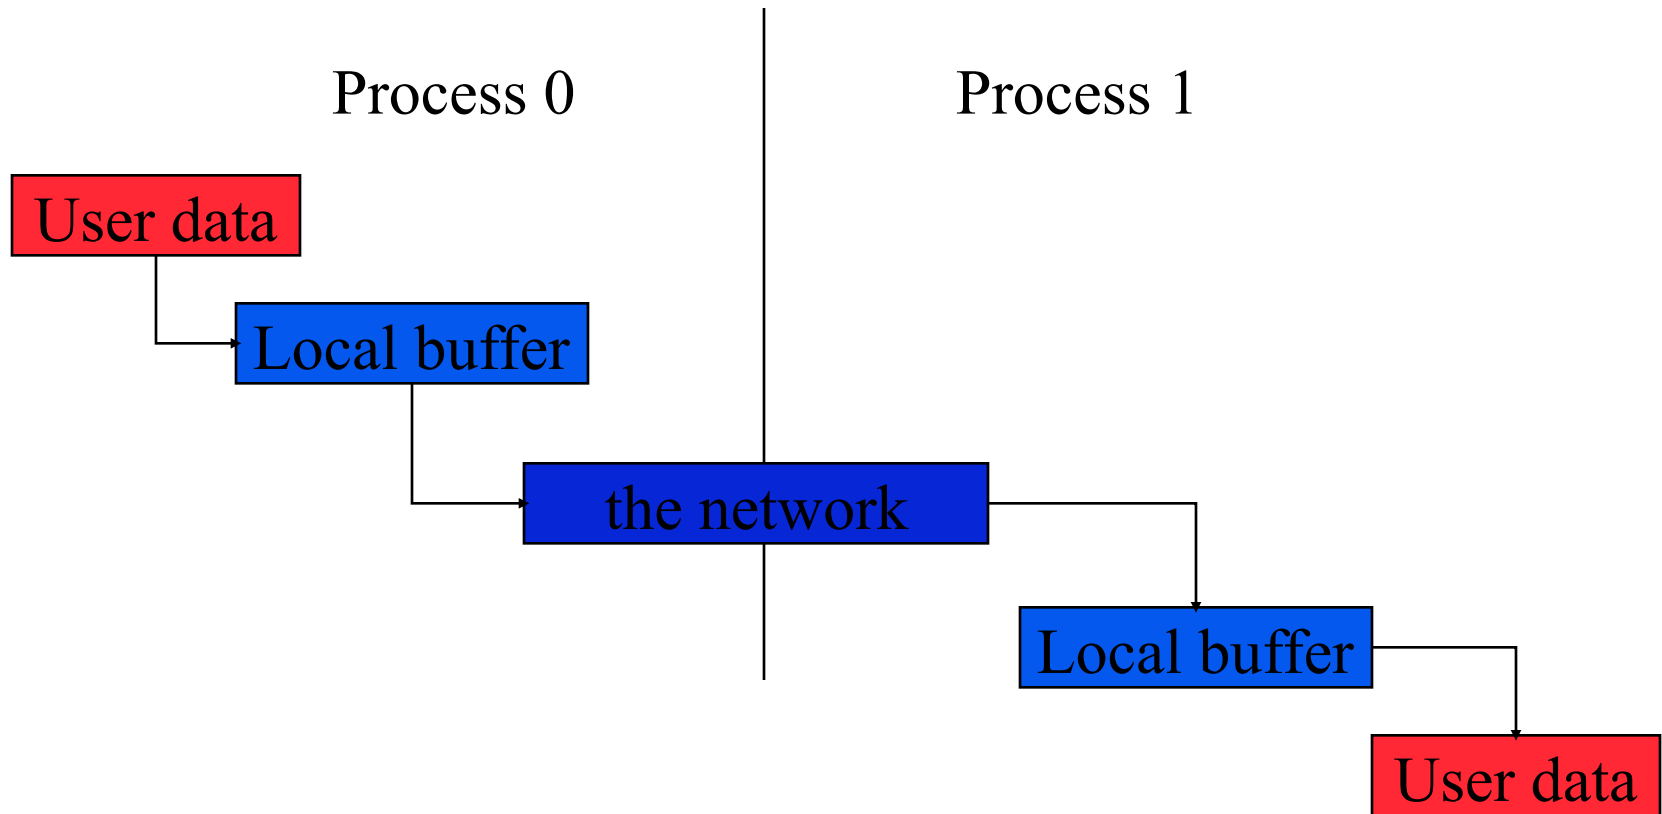 Process 0
Process 1
User data
Local buffer
the network
Local buffer
User data